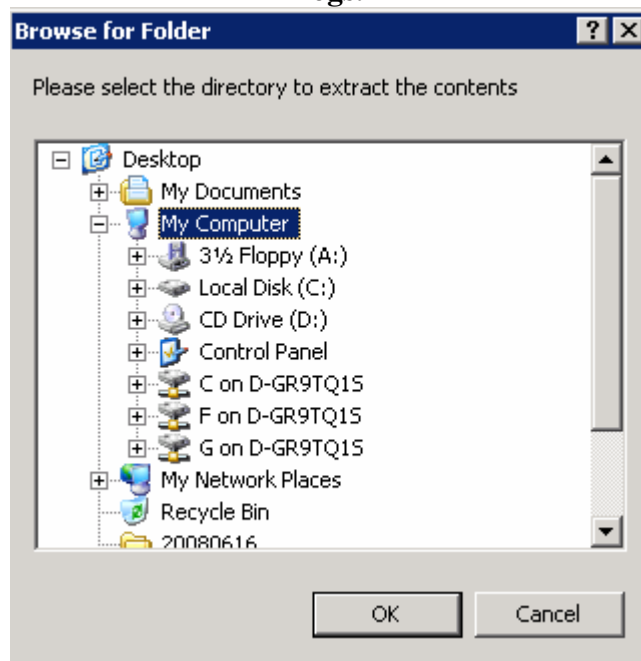 Browse for Folder
Please select the directory to extract the contents
Desktop
My Documents
My Computer
3½ Floppy (A:)
Local Disk (C:)
CD Drive (D:)
Control Panel
C on D-GR9TQ1S
F on D-GR9TQ1S
G on D-GR9TQ1S
My Network Places
Recycle Bin
20080616
OK Cancel